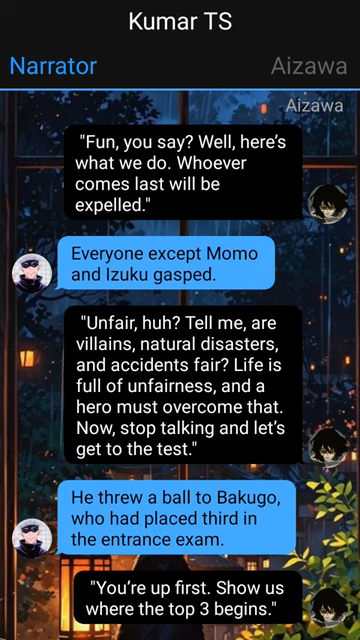 Kumar TS
Narrator
Aizawa
Aizawa
"Fun, you say? Well, here's
what we do. Whoever
comes last will be
expelled."
Everyone except Momo
and Izuku gasped.
"Unfair, huh? Tell me, are
villains, natural disasters,
and accidents fair? Life is
full of unfairness, and a
hero must overcome that.
Now, stop talking and let's
get to the test."
He threw a ball to Bakugo,
who had placed third in
the entrance exam.
"You're up first. Show us
where the top 3 begins."